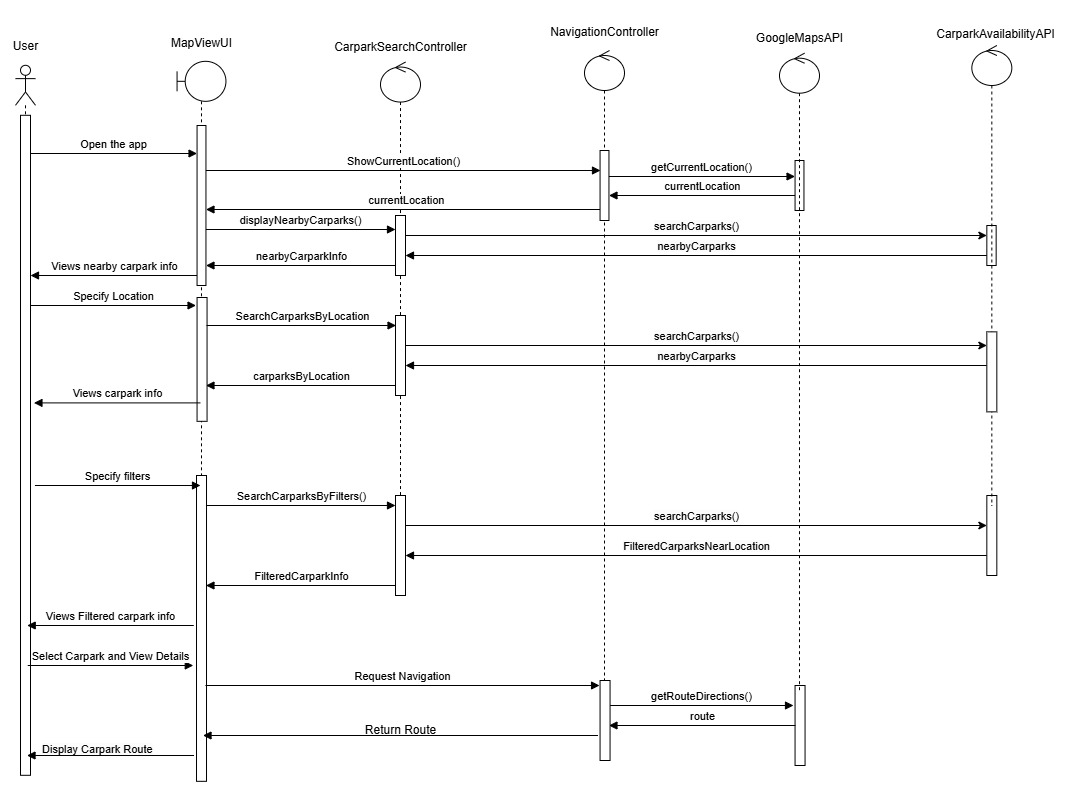 User
MapViewUI
CarparkSearchController
NavigationController
GoogleMapsAPI
CarparkAvailabilityAPI
Open the app
ShowCurrentLocation()
getCurrentLocation()
currentLocation
currentLocation
displayNearbyCarparks()
searchCarparks()
nearbyCarparks
nearbyCarparkInfo
Views nearby carpark info
Specify Location
SearchCarparksByLocation
searchCarparks()
nearbyCarparks
carparksByLocation
Views carpark info
Specify filters
SearchCarparksByFilters()
searchCarparks()
FilteredCarparksNearLocation
FilteredCarparkInfo
Views Filtered carpark info
Select Carpark and View Details
Request Navigation
getRouteDirections()
route
Return Route
Display Carpark Route